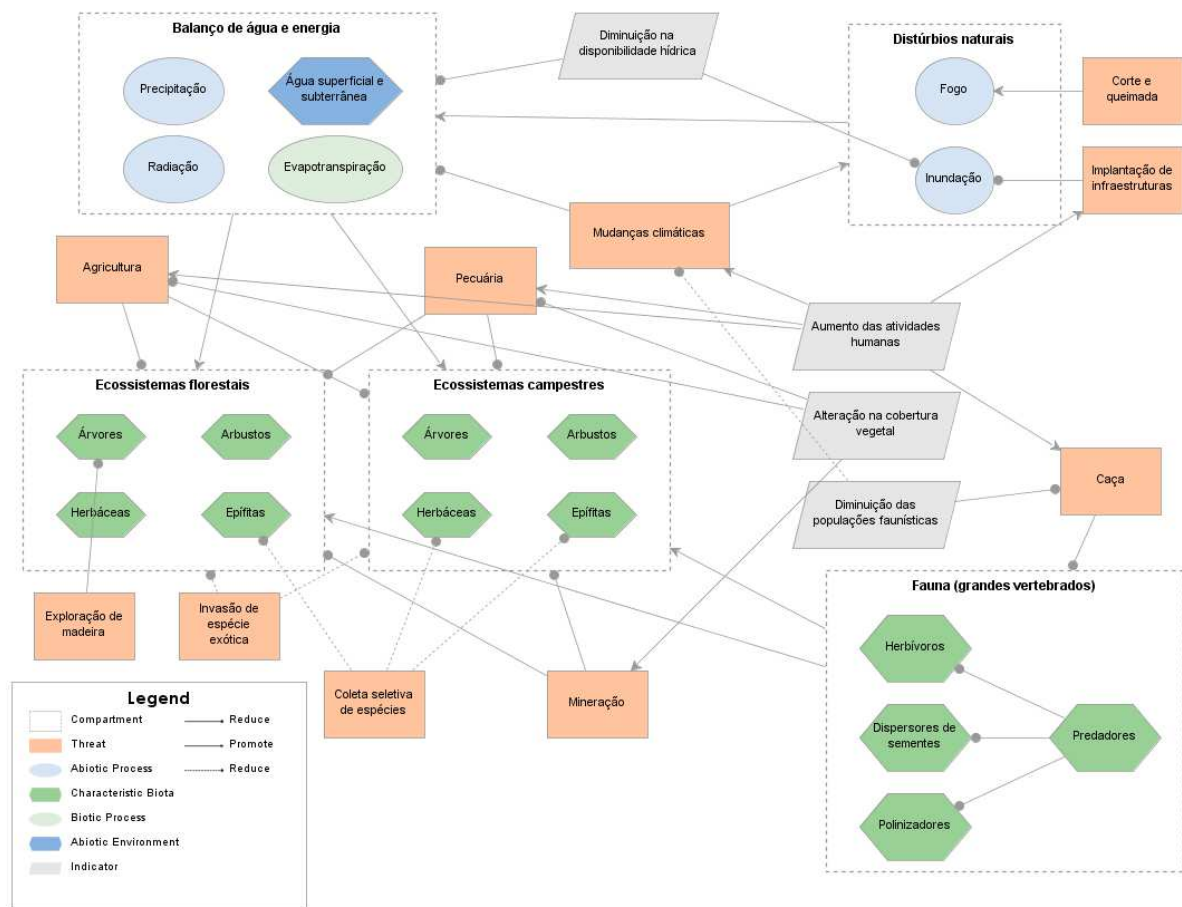 Balanço de água e energia
Precipitação
Água superficial e
subterrânea
Radiação
Evapotranspiração
Diminuição na
disponibilidade hídrica
Distúrbios naturais
Fogo
Inundação
Corte e
queimada
Implantação de
infraestruturas
Mudanças climáticas
Agricultura
Pecuária
Aumento das atividades
humanas
Alteração na cobertura
vegetal
Diminuição das
populações faunísticas
Caça
Ecossistemas florestais
Árvores
Arbustos
Herbáceas
Epífitas
Ecossistemas campestres
Árvores
Arbustos
Herbáceas
Epífitas
Exploração de
madeira
Invasão de
espécie
exótica
Coleta seletiva
de espécies
Mineração
Fauna (grandes vertebrados)
Herbívoros
Dispersores de
sementes
Predadores
Polinizadores
Legend
Compartment
Reduce
Threat
Promote
Abiotic Process
Reduce
Characteristic Biota
Biotic Process
Abiotic Environment
Indicator